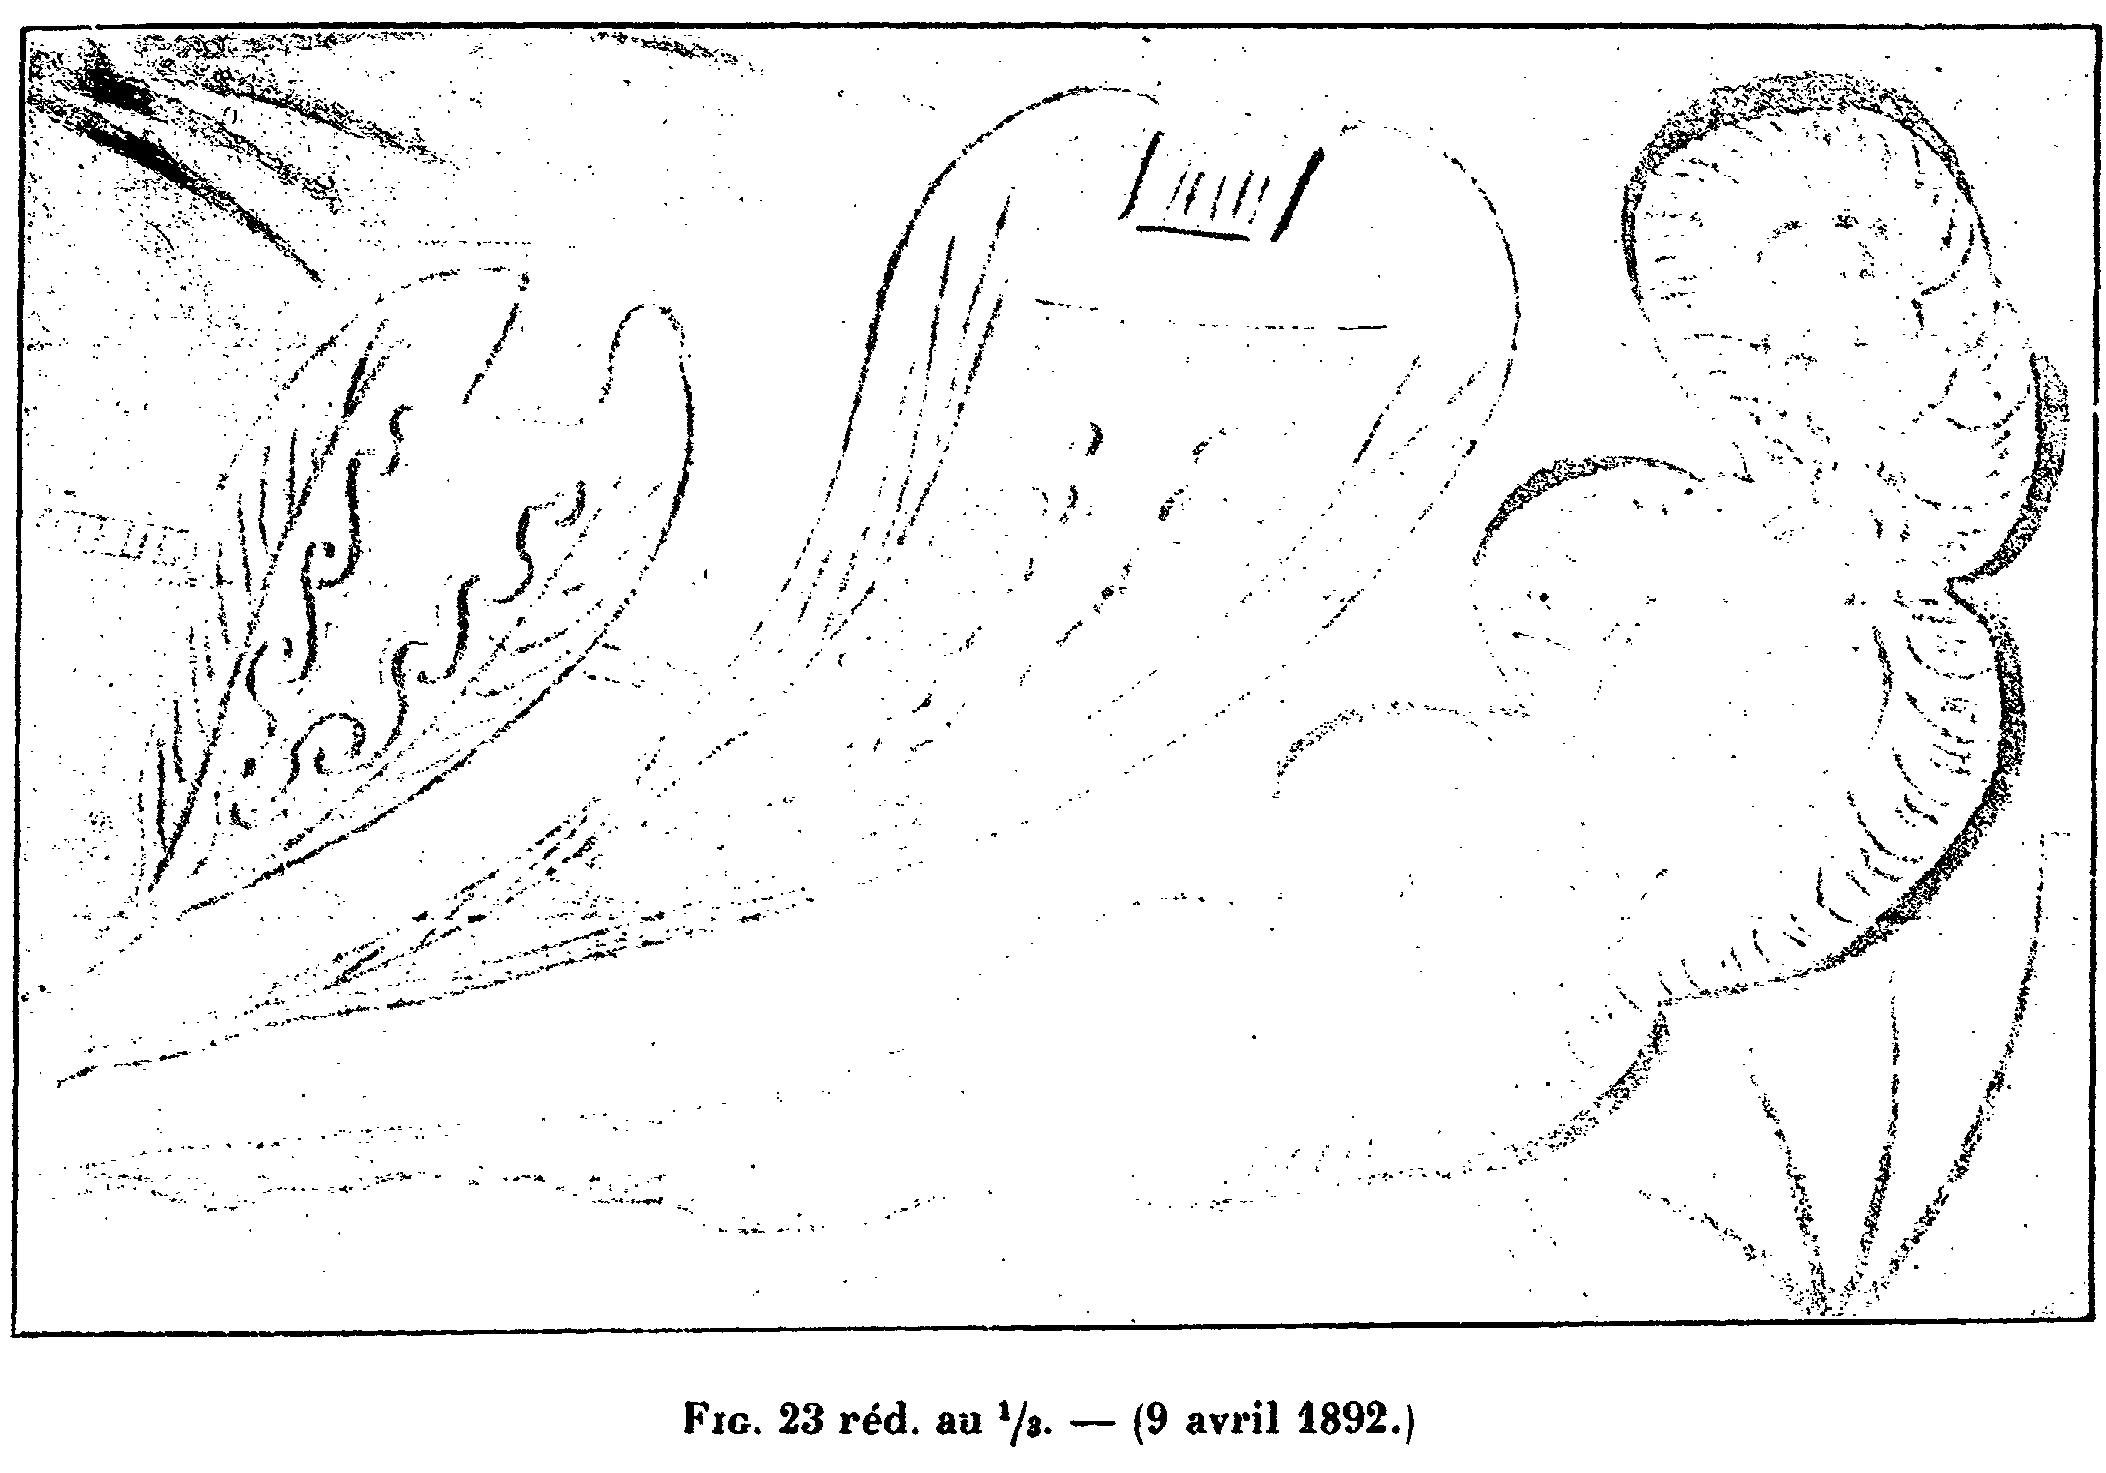 FIG. 23 réd. au 1/3. — (9 avril 1892.)